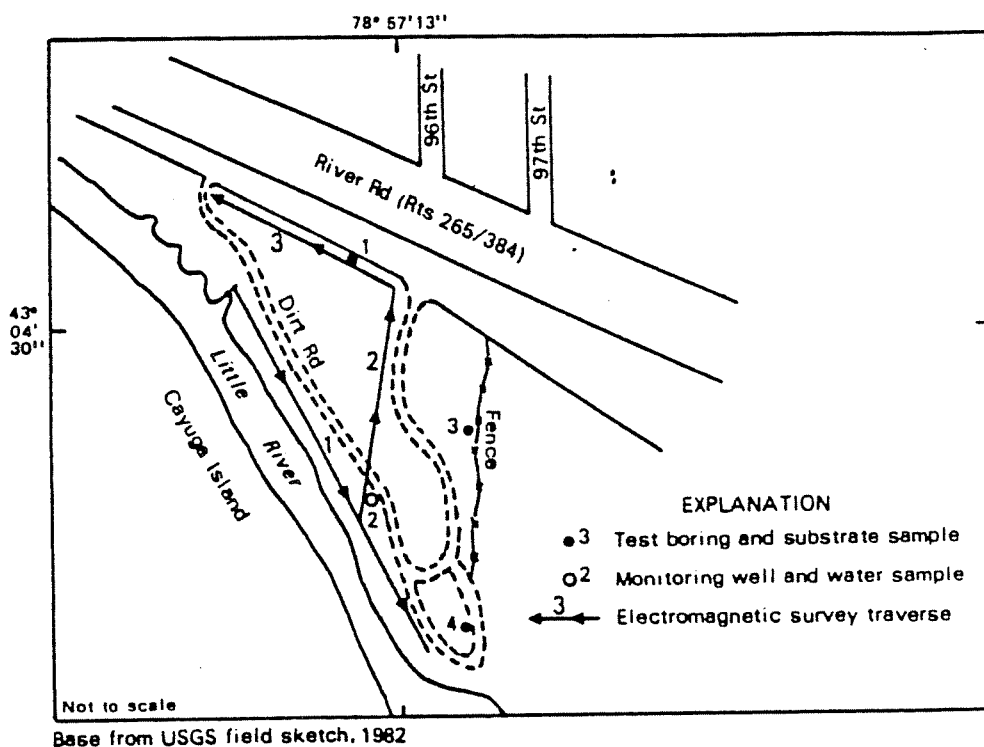 78° 57'13''
96th St
97th St
River Rd (Rts 265/384)
1
3
43°
04'
30''
Dirt Rd
2
Little
River
Cayuga Island
3
Fence
1
2
4
EXPLANATION
3 Test boring and substrate sample
2 Monitoring well and water sample
3 Electromagnetic survey traverse
Not to scale
Base from USGS field sketch, 1982